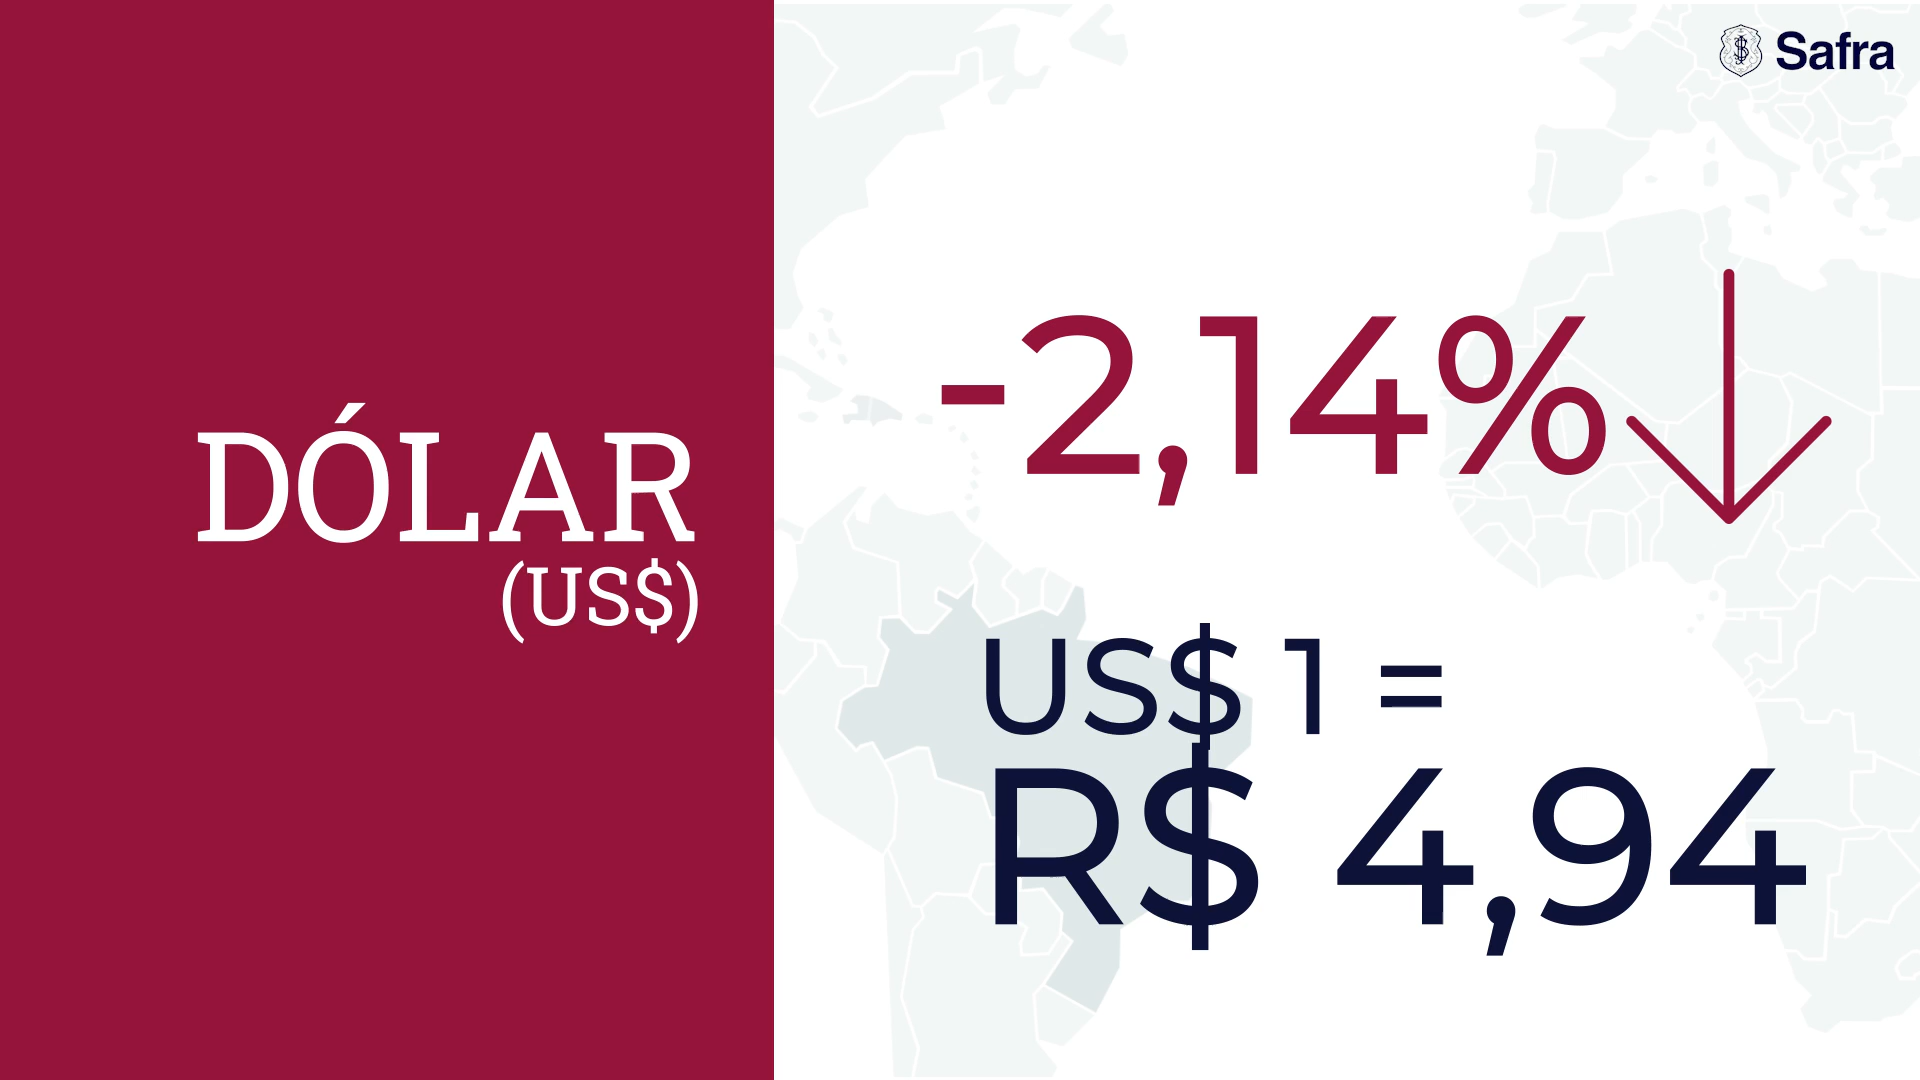 Safra
DÓLAR
(US$)
-2,14%
US$ 1 =
R$ 4,94